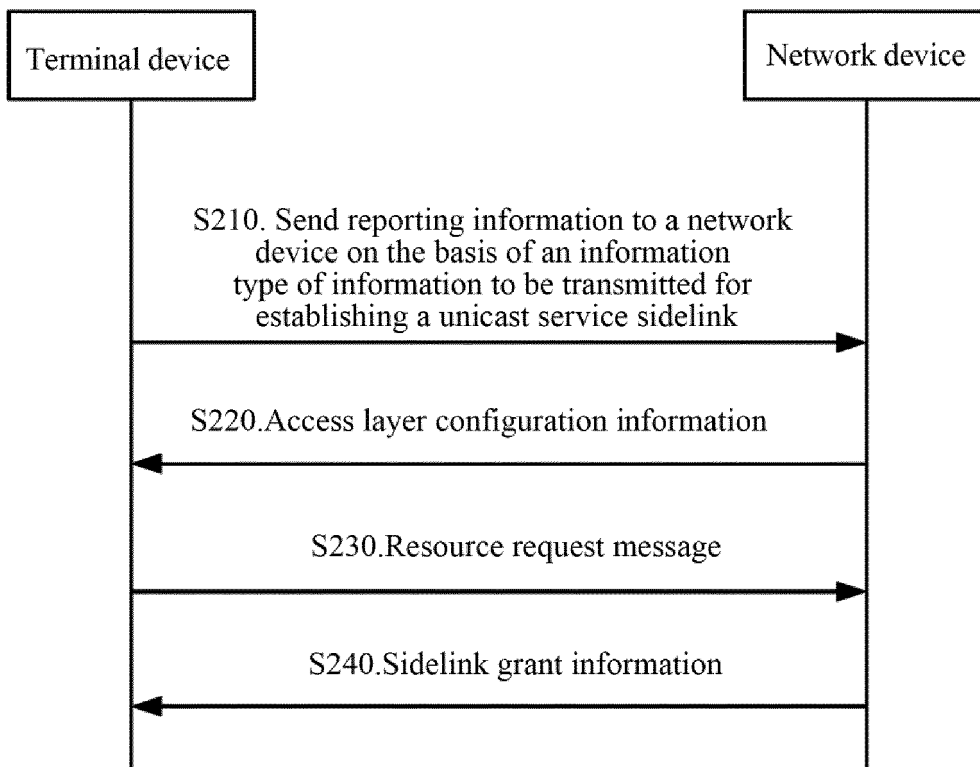 Terminal device
Network device
S210. Send reporting information to a network
device on the basis of an information
type of information to be transmitted for
establishing a unicast service sidelink
S220.Access layer configuration information
S230.Resource request message
S240.Sidelink grant information